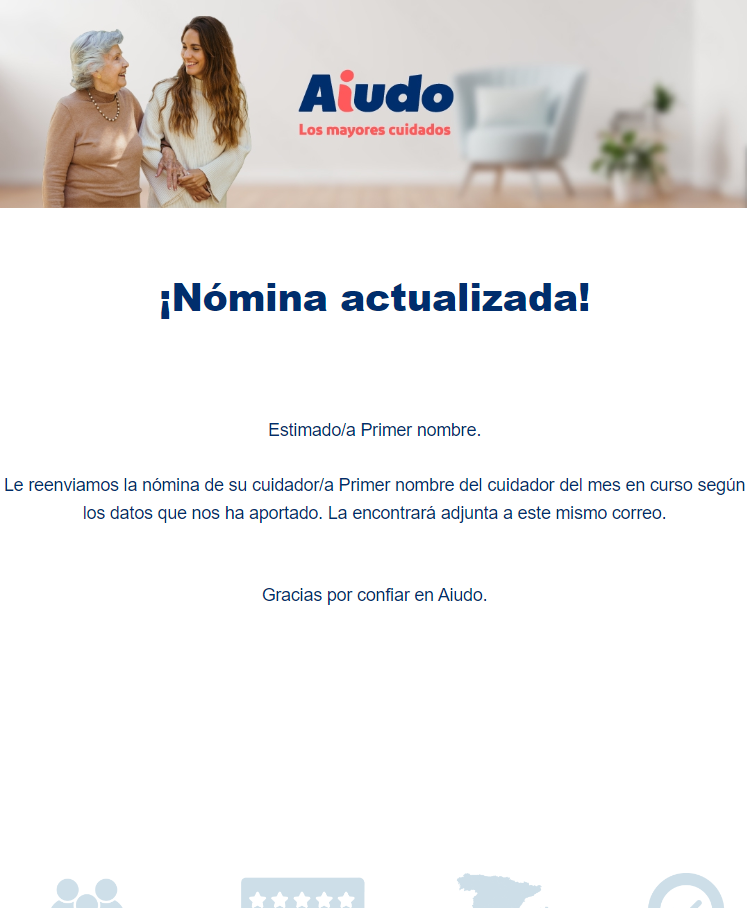 Aiudo
Los mayores cuidados
¡Nómina actualizada!
Estimado/a Primer nombre.
Le reenviamos la nómina de su cuidador/a Primer nombre del cuidador del mes en curso según
los datos que nos ha aportado. La encontrará adjunta a este mismo correo.
Gracias por confiar en Aiudo.